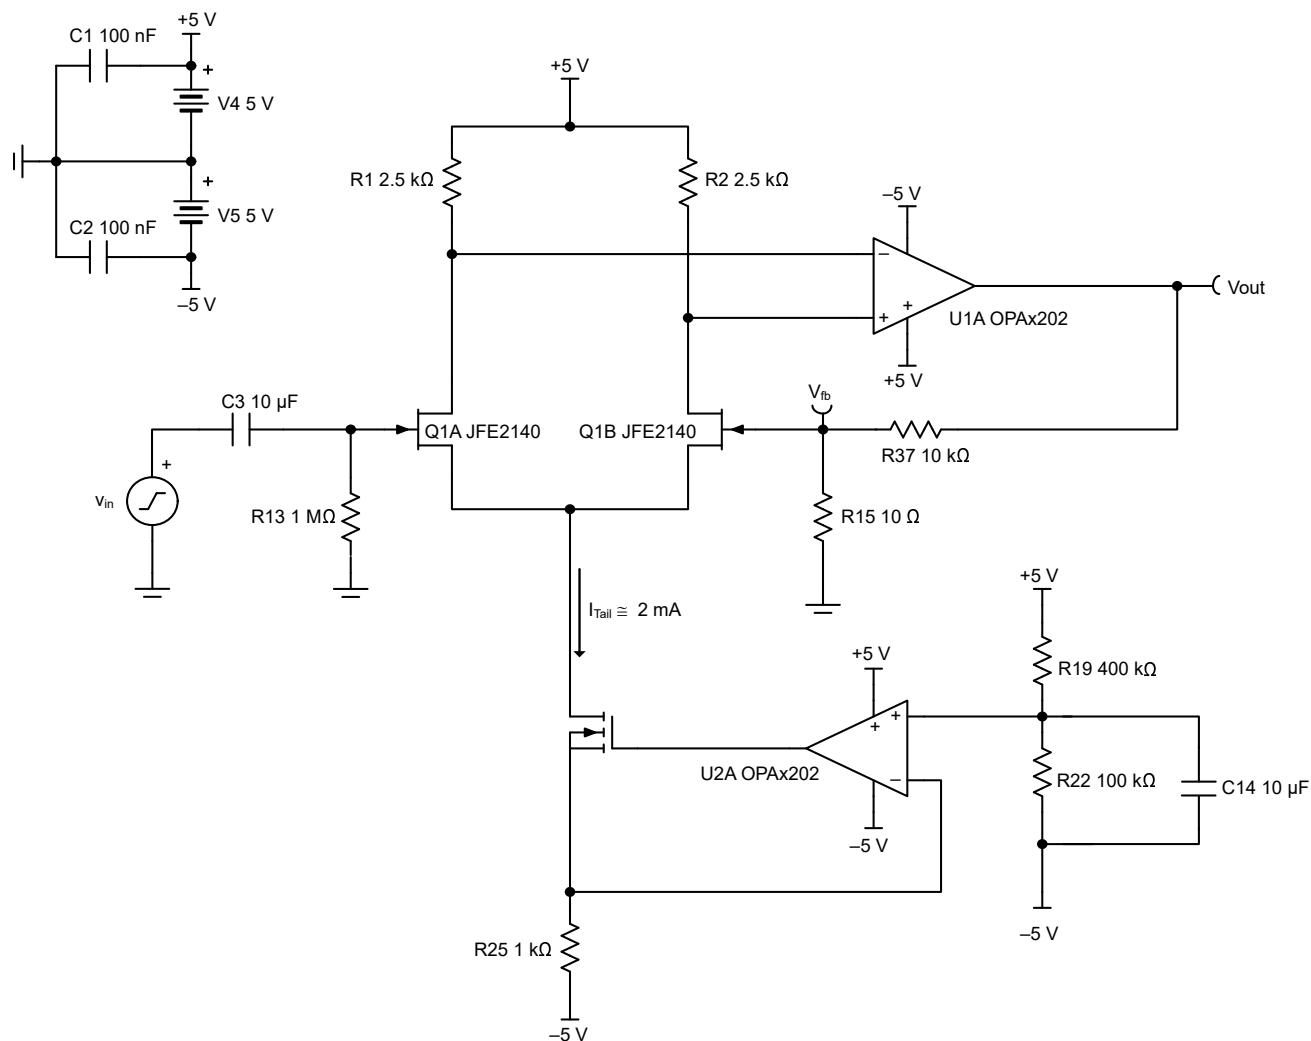 +5 V
C1 100 nF
+
V4 5 V
+
V5 5 V
C2 100 nF
–5 V
+5 V
R1 2.5 kΩ
R2 2.5 kΩ
–5 V
–
+
+
U1A OPAx202
+5 V
Vout
C3 10 µF
Q1A JFE2140
Q1B JFE2140
Vfb
R37 10 kΩ
+
vin
R13 1 MΩ
R15 10 Ω
ITail ≅ 2 mA
+5 V
R19 400 kΩ
+5 V
+
+
–
U2A OPAx202
–5 V
R22 100 kΩ
C14 10 µF
–5 V
R25 1 kΩ
–5 V